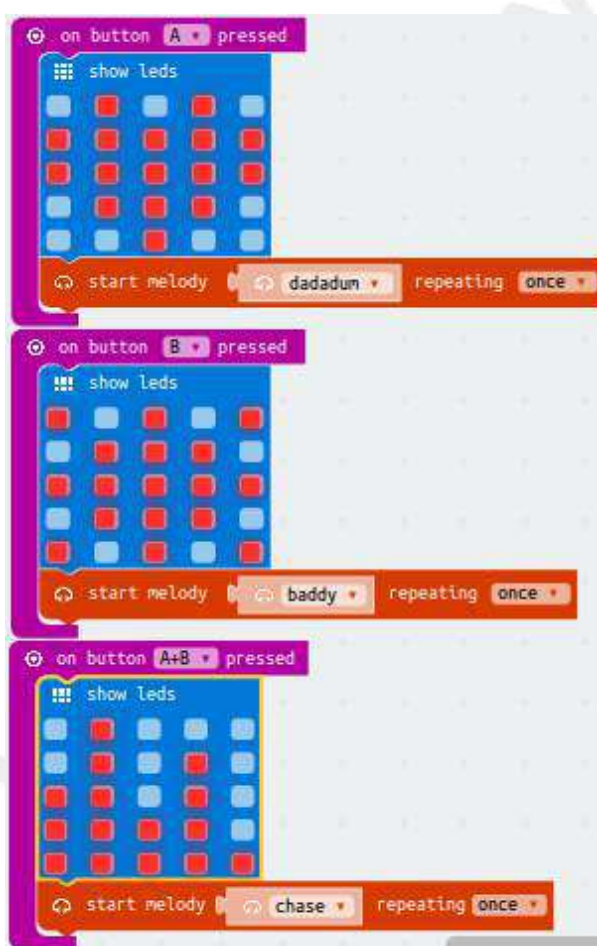 on button A pressed
show leds
start melody dadadum repeating once
on button B pressed
show leds
start melody baddy repeating once
on button A+B pressed
show leds
start melody chase repeating once